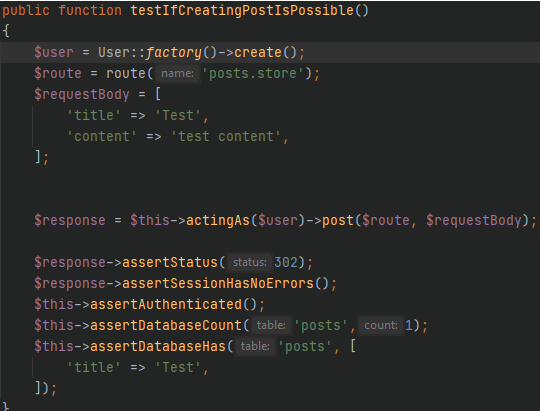 public function testIfCreatingPostIsPossible()
{
    $user = User::factory()->create();
    $route = route( name: 'posts.store');
    $requestBody = [
        'title' => 'Test',
        'content' => 'test content',
    ];
    $response = $this->actingAs($user)->post($route, $requestBody);
    $response->assertStatus( status: 302);
    $response->assertSessionHasNoErrors();
    $this->assertAuthenticated();
    $this->assertDatabaseCount( table: 'posts', count: 1);
    $this->assertDatabaseHas( table: 'posts', [
        'title' => 'Test',
    ]);
}